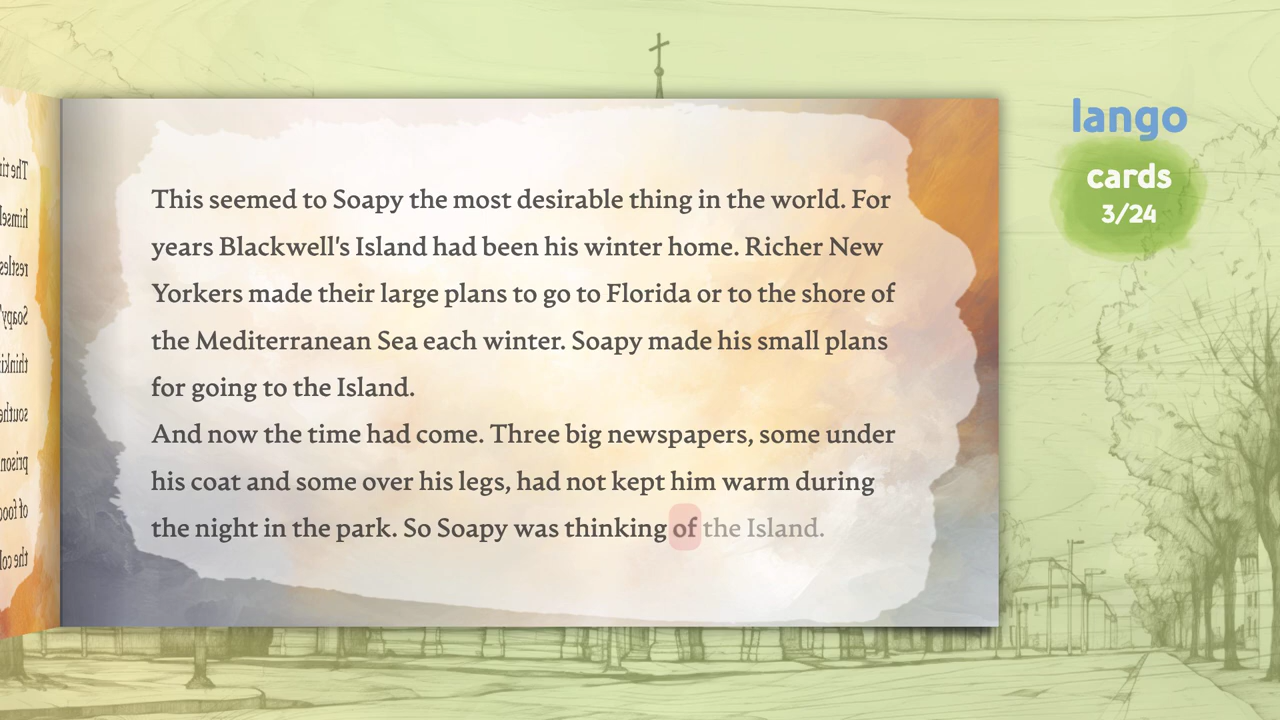 This seemed to Soapy the most desirable thing in the world. For
years Blackwell's Island had been his winter home. Richer New
Yorkers made their large plans to go to Florida or to the shore of
the Mediterranean Sea each winter. Soapy made his small plans
for going to the Island.
And now the time had come. Three big newspapers, some under
his coat and some over his legs, had not kept him warm during
the night in the park. So Soapy was thinking of the Island.
lango
cards
3/24